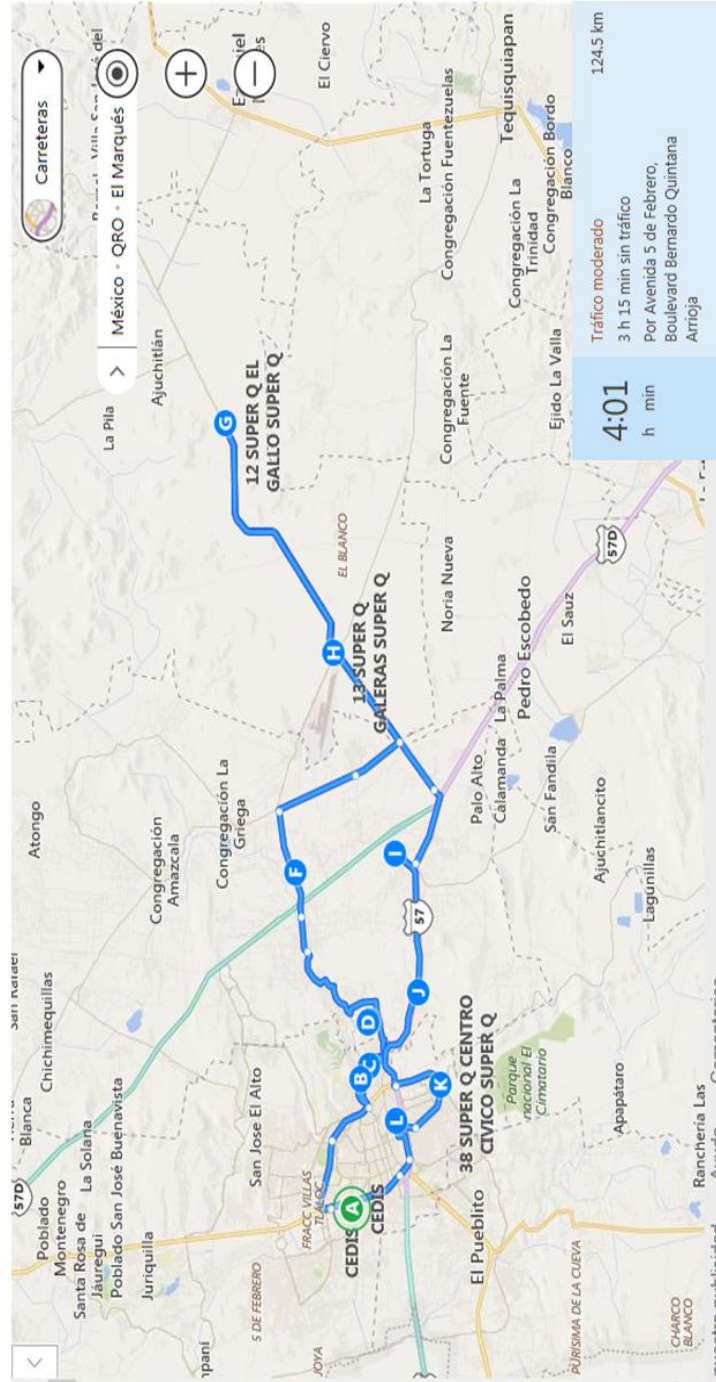 Carreteras
México · QRO · El Marqués
Atongo
La Pila
Ajuchitlán
El Ciervo
Chichimequillas
Congregación
Amazcala
Congregación La
Griega
12 SUPER Q EL
GALLO SUPER Q
G
EL BLANCO
La Tortuga
Congregación Fuentezuelas
Tequisquiapan
Congregación La
Trinidad
Congregación Bordo
Blanco
Congregación La
Fuente
Ejido La Valla
57D
Blanca
Poblado
Montenegro
Santa Rosa de
Jáuregui
La Solana
Poblado San José Buenavista
Juriquilla
San Jose El Alto
5 DE FEBRERO
FRACC VILLAS
JOYA
CEDIS
A
CEDIS
B
C
D
F
H
13 SUPER Q
GALERAS SUPER Q
Noria Nueva
I
57
J
K
L
38 SUPER Q CENTRO
CIVICO SUPER Q
Palo Alto
Calamanda
La Palma
Pedro Escobedo
El Sauz
57D
San Fandila
Ajuchitlancito
Lagunillas
El Pueblito
Parque
nacional El
Cimatario
Apapátaro
PURÍSIMA DE LA CUEVA
CHARCO
BLANCO
Ranchería Las
4:01
h min
Tráfico moderado
124.5 km
3 h 15 min sin tráfico
Por Avenida 5 de Febrero,
Boulevard Bernardo Quintana
Arrioja